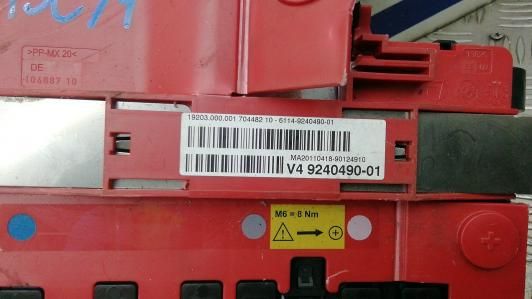 >PP-MX 20<
DE
106887 10
19203.000.001 704482 10 - 6114-9240490-01
MA20110418-90124910
V4 9240490-01
M6 = 8 Nm